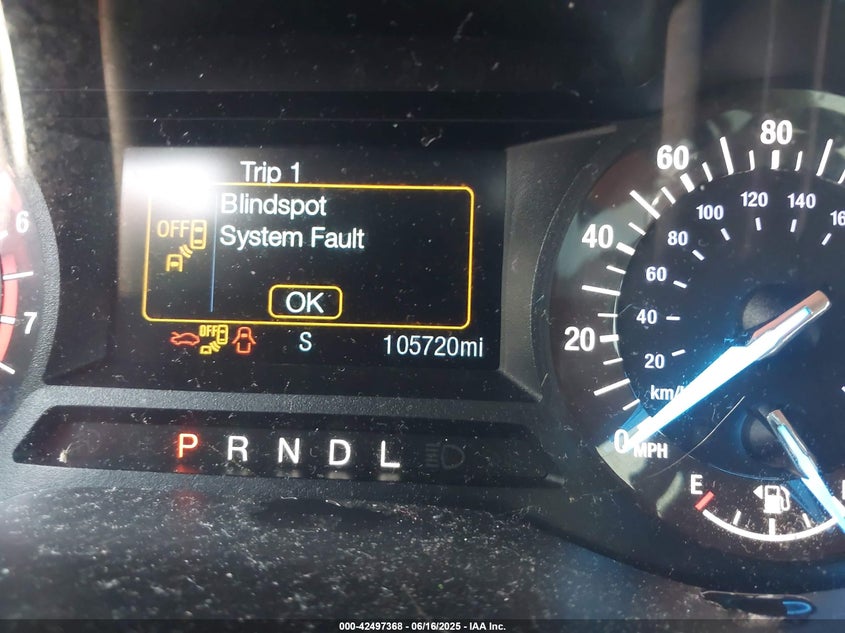 Trip 1
Blindspot
OFF
System Fault
OK
OFF
S
105720mi
P R N D L
6
7
0
20
40
60
80
MPH
20
40
60
80
100
120
140
km/
E
000-42497368 - 06/16/2025 - IAA Inc.